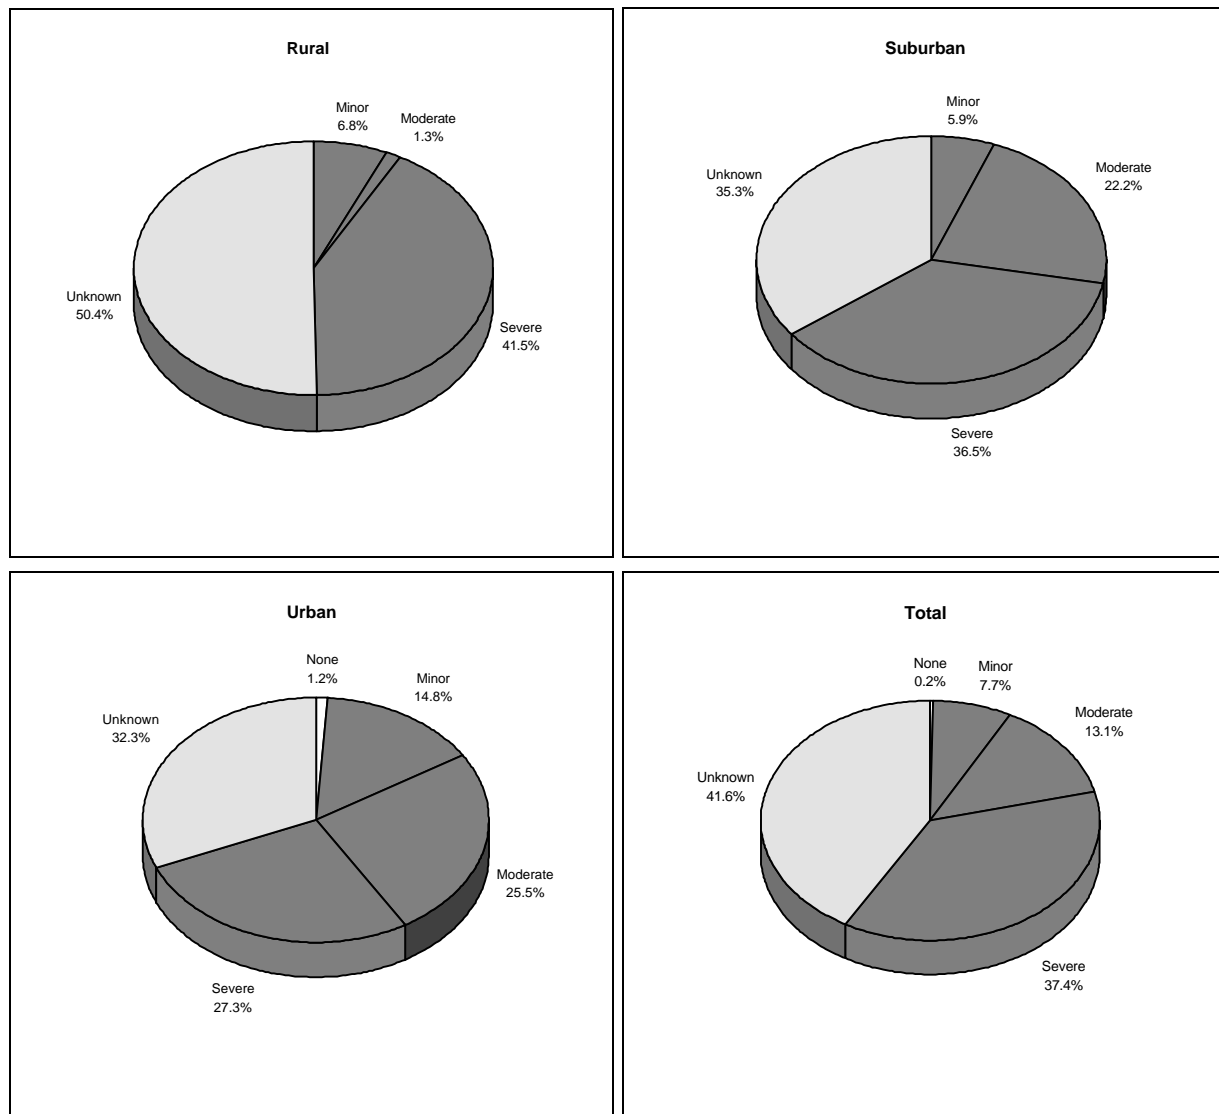 Rural
Minor
6.8%
Moderate
1.3%
Unknown
50.4%
Severe
41.5%
Suburban
Minor
5.9%
Moderate
22.2%
Unknown
35.3%
Severe
36.5%
Urban
None
1.2%
Minor
14.8%
Unknown
32.3%
Moderate
25.5%
Severe
27.3%
Total
None
0.2%
Minor
7.7%
Moderate
13.1%
Unknown
41.6%
Severe
37.4%